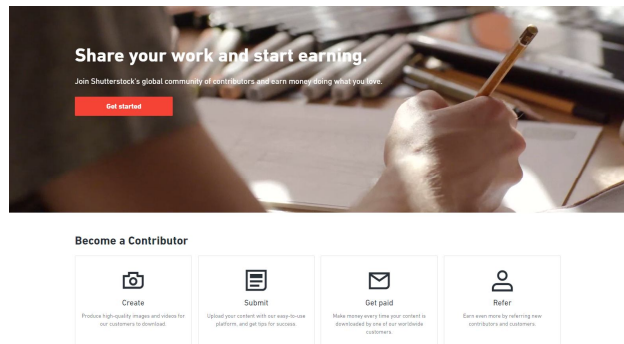 Share your work and start earning.
Join Shutterstock's global community of contributors and earn money doing what you love.
Get started
Become a Contributor
Create
Produce high-quality images and videos for
our customers to download.
Submit
Upload your content with our easy-to-use
platform, and get tips for success.
Get paid
Make money every time your content is
downloaded by one of our worldwide
customers.
Refer
Earn even more by referring new
contributors and customers.